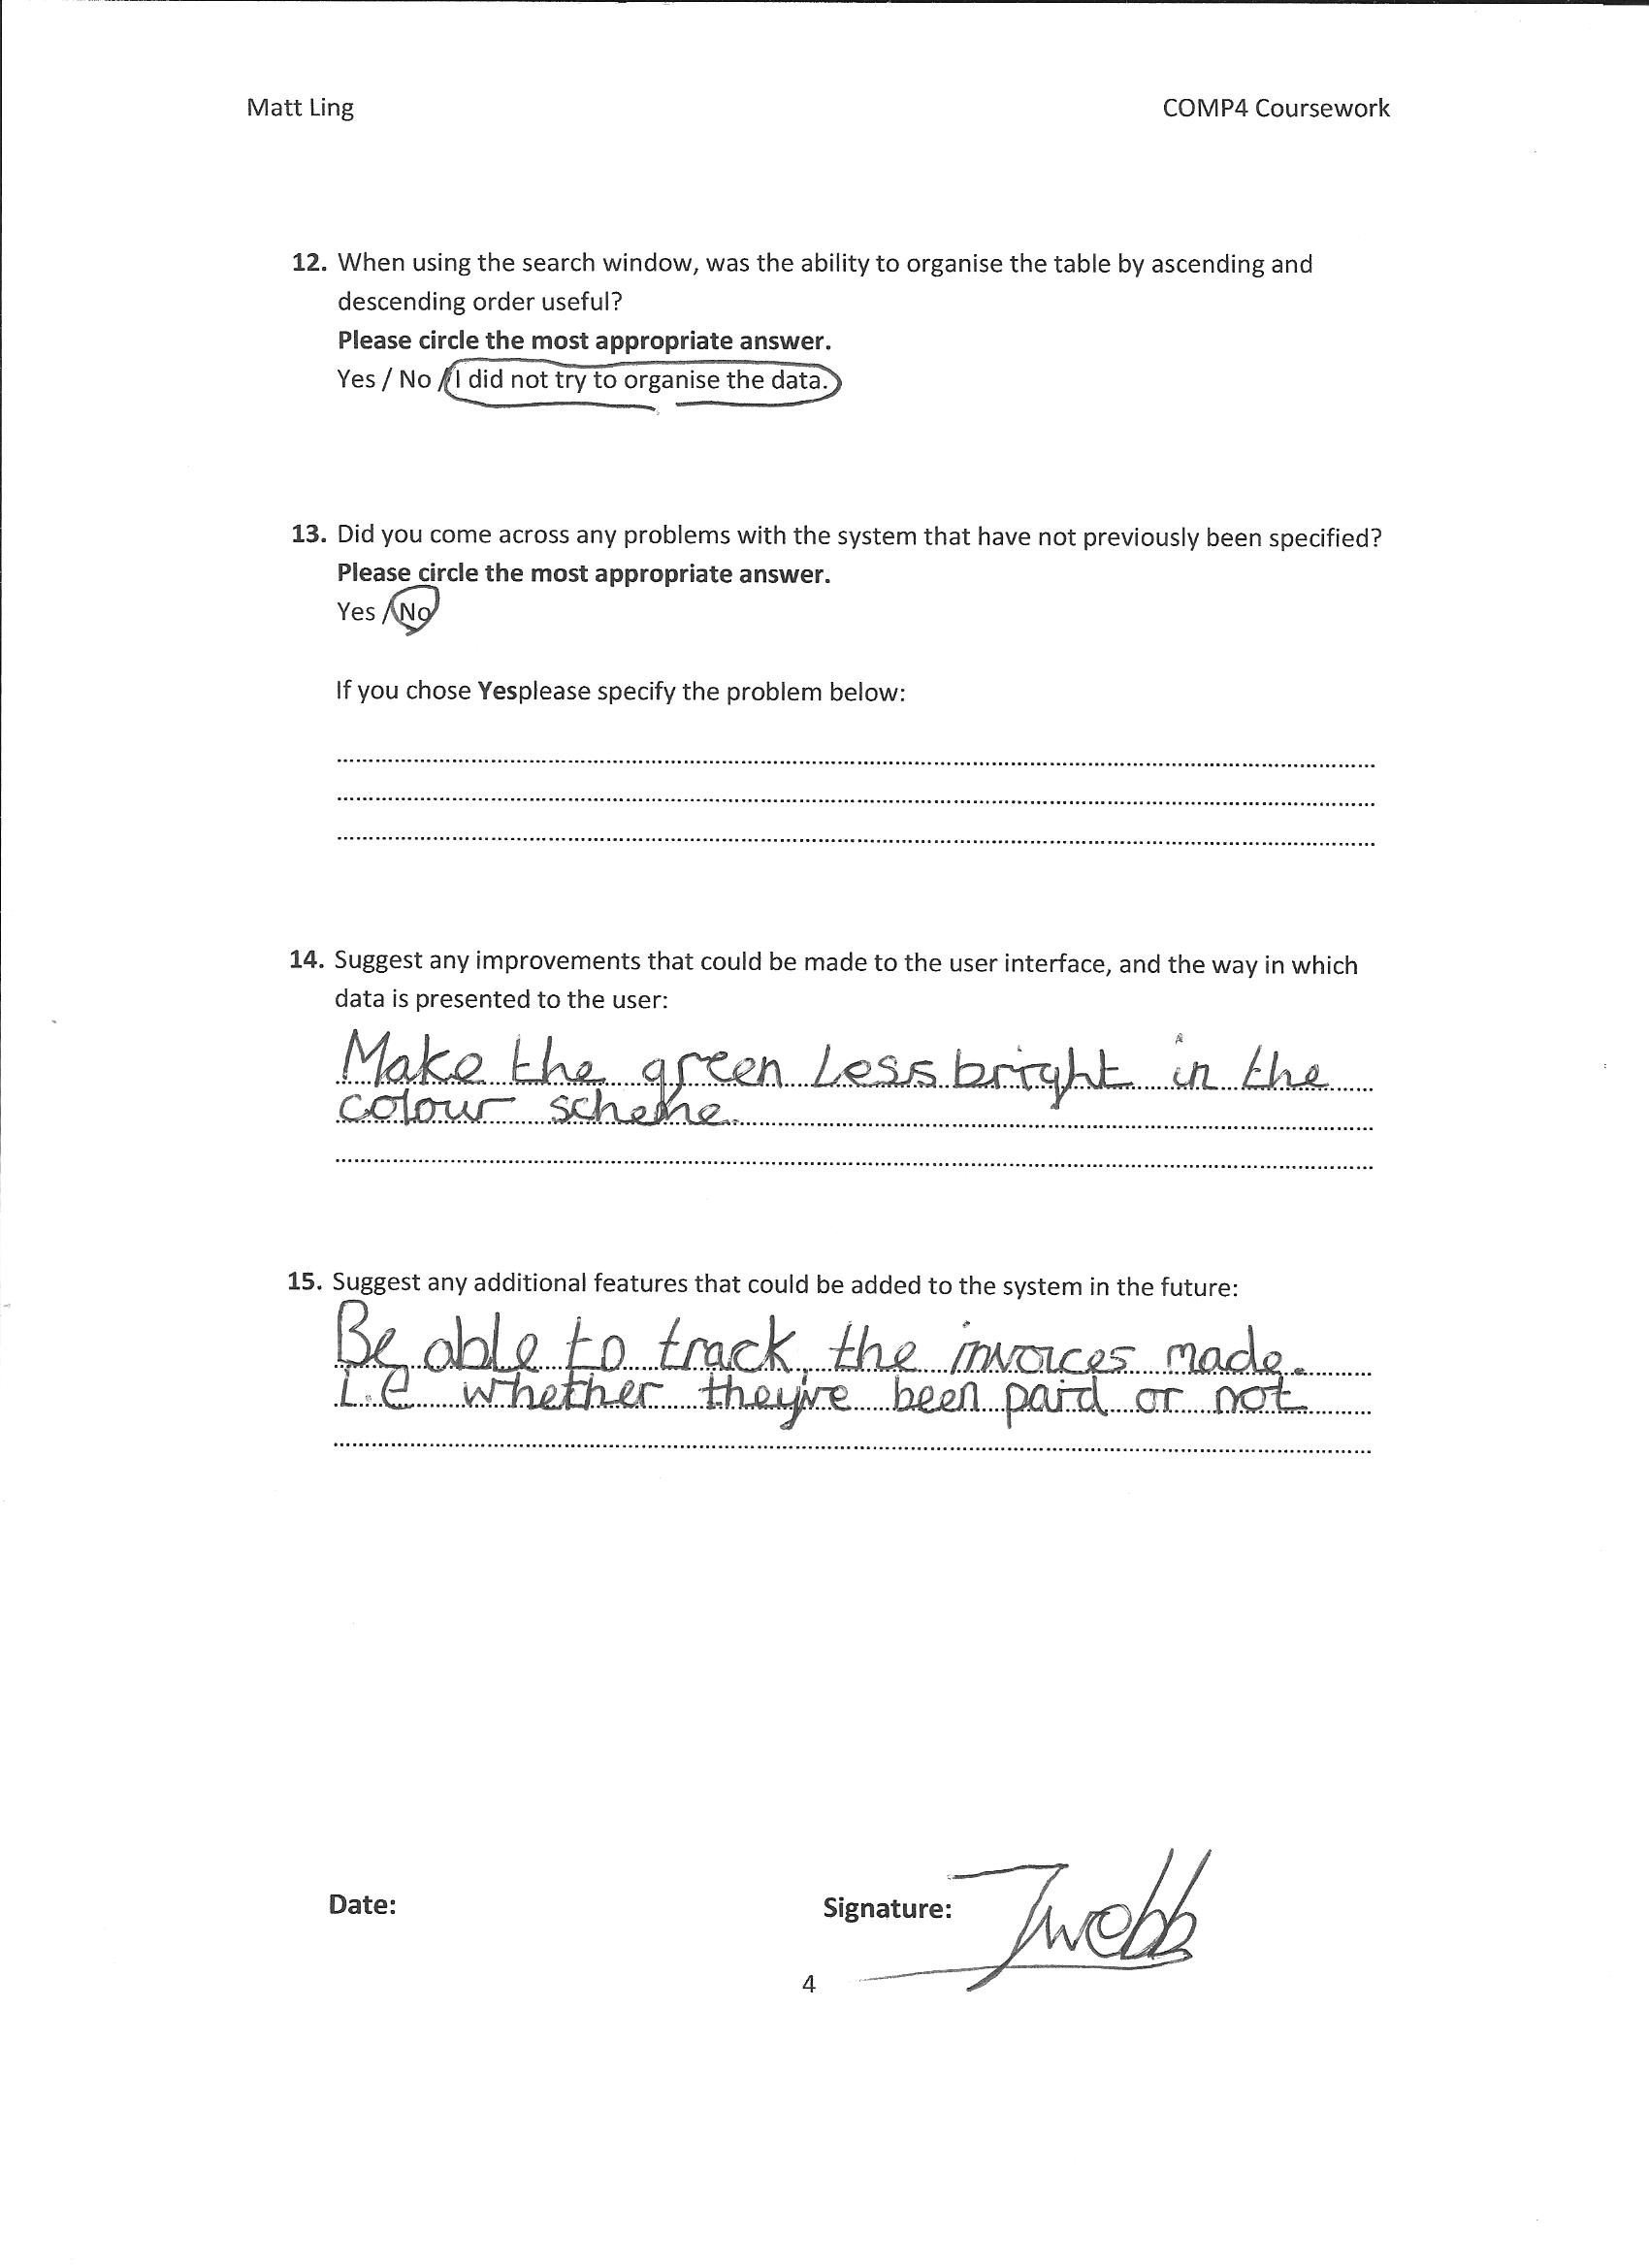 Matt Ling COMP4 Coursework
12. When using the search window, was the ability to organise the table by ascending and
descending order useful?
Please circle the most appropriate answer.
Yes / No / I did not try to organise the data.
13. Did you come across any problems with the system that have not previously been specified?
Please circle the most appropriate answer.
Yes / No
If you chose Yesplease specify the problem below:
14. Suggest any improvements that could be made to the user interface, and the way in which
data is presented to the user:
Make the green less bright in the
colour scheme.
15. Suggest any additional features that could be added to the system in the future:
Be able to track the invoices made.
i.e whether they've been paid or not
Date: Signature: Jwebb
4